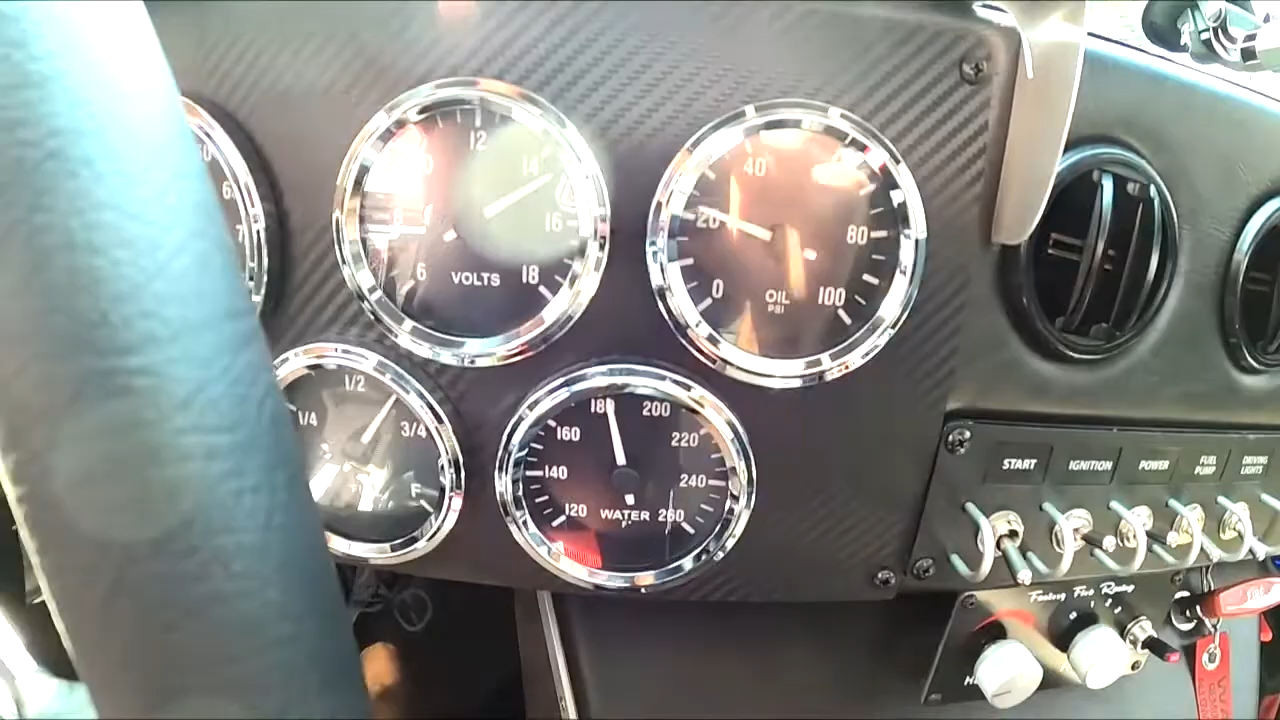 12
14
16
18
6
VOLTS
20
40
80
0
100
OIL
PSI
1/4
1/2
3/4
F
120
140
160
180
200
220
240
260
WATER
F°
START
IGNITION
POWER
FUEL
PUMP
DRIVING
LIGHTS
Factory Five Racing